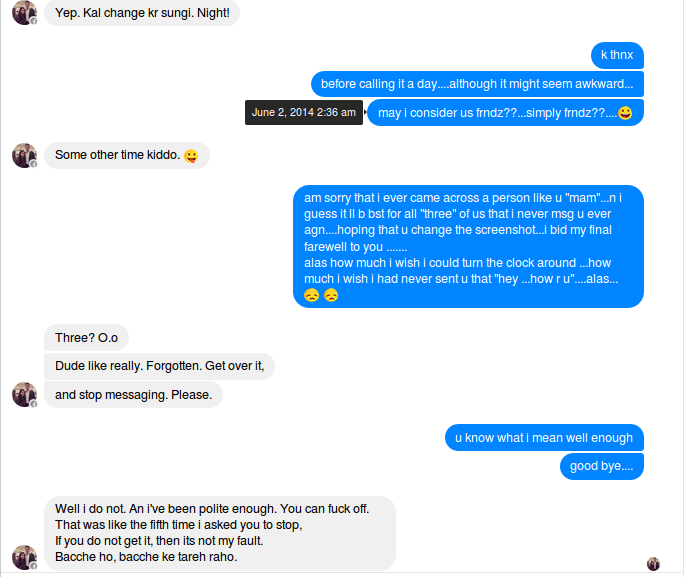 Yep. Kal change kr sungi. Night!
k thnx
before calling it a day....although it might seem awkward...
June 2, 2014 2:36 am
may i consider us frndz??...simply frndz??....😀
Some other time kiddo. 😜
am sorry that i ever came across a person like u "mam"...n i
guess it ll b bst for all "three" of us that i never msg u ever
agn....hoping that u change the screenshot...i bid my final
farewell to you .......
alas how much i wish i could turn the clock around ...how
much i wish i had never sent u that "hey ...how r u"....alas...
😞 😞
Three? O.o
Dude like really. Forgotten. Get over it,
and stop messaging. Please.
u know what i mean well enough
good bye....
Well i do not. An i've been polite enough. You can fuck off.
That was like the fifth time i asked you to stop,
If you do not get it, then its not my fault.
Bacche ho, bacche ke tareh raho.